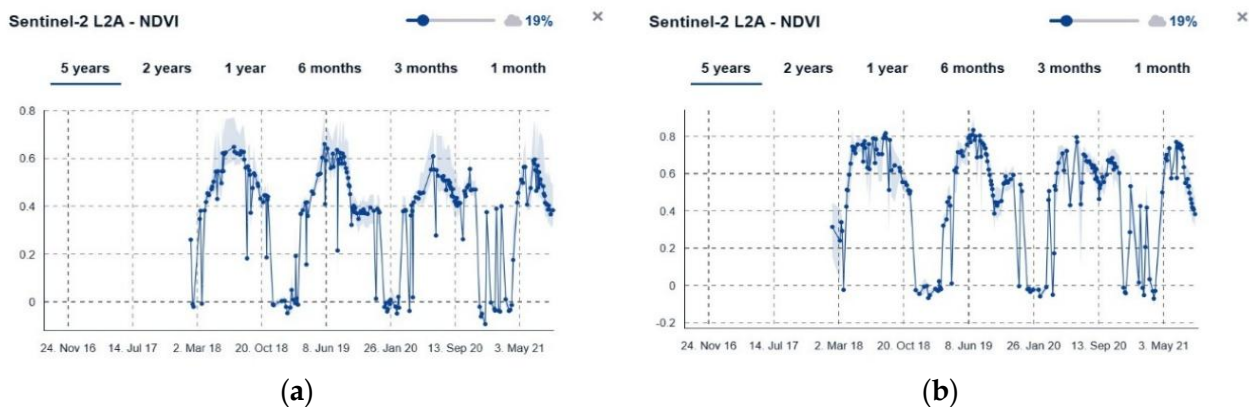 Sentinel-2 L2A - NDVI 19% ×
5 years 2 years 1 year 6 months 3 months 1 month
0.8
0.6
0.4
0.2
0
24. Nov 16 14. Jul 17 2. Mar 18 20. Oct 18 8. Jun 19 26. Jan 20 13. Sep 20 3. May 21
(a)
Sentinel-2 L2A - NDVI 19% ×
5 years 2 years 1 year 6 months 3 months 1 month
0.8
0.6
0.4
0.2
0
-0.2
24. Nov 16 14. Jul 17 2. Mar 18 20. Oct 18 8. Jun 19 26. Jan 20 13. Sep 20 3. May 21
(b)